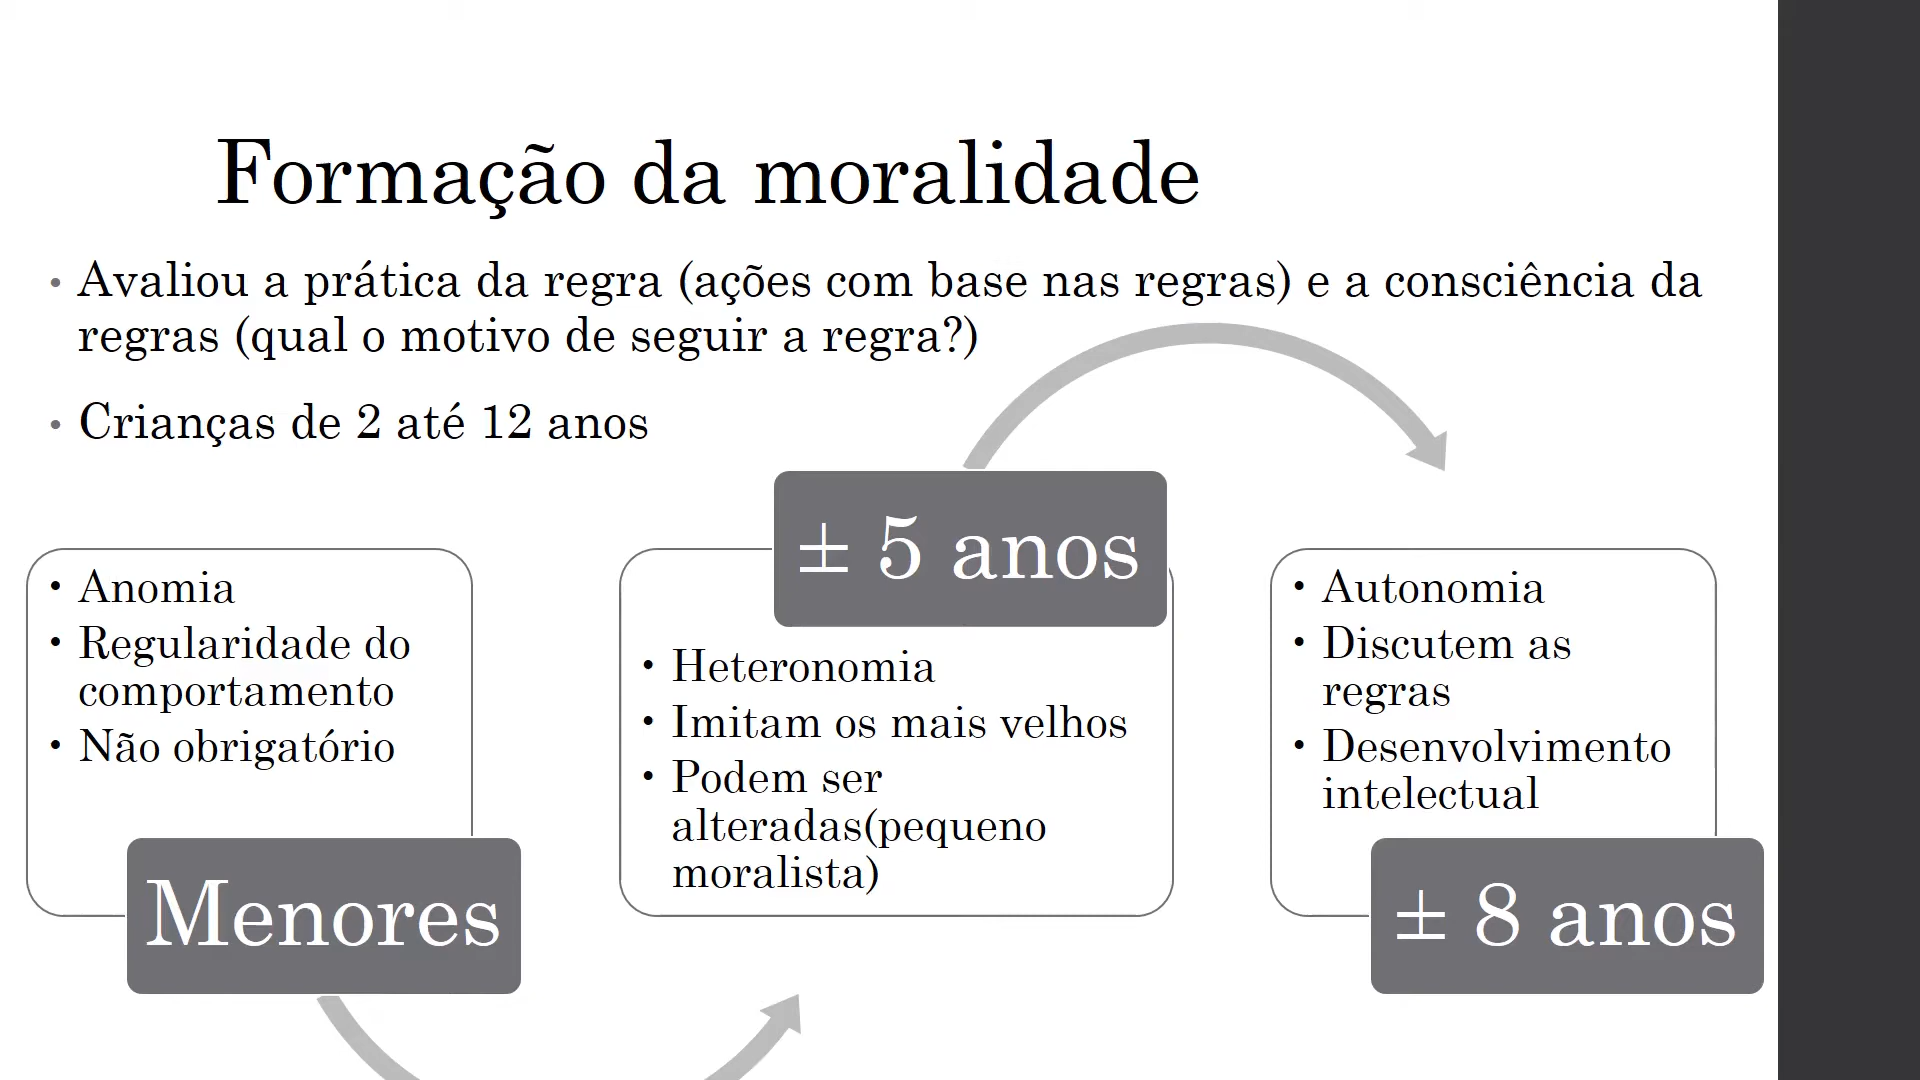 Formação da moralidade
• Avaliou a prática da regra (ações com base nas regras) e a consciência da
regras (qual o motivo de seguir a regra?)
• Crianças de 2 até 12 anos
• Anomia
• Regularidade do
comportamento
• Não obrigatório
Menores
± 5 anos
• Heteronomia
• Imitam os mais velhos
• Podem ser
alteradas(pequeno
moralista)
• Autonomia
• Discutem as
regras
• Desenvolvimento
intelectual
± 8 anos